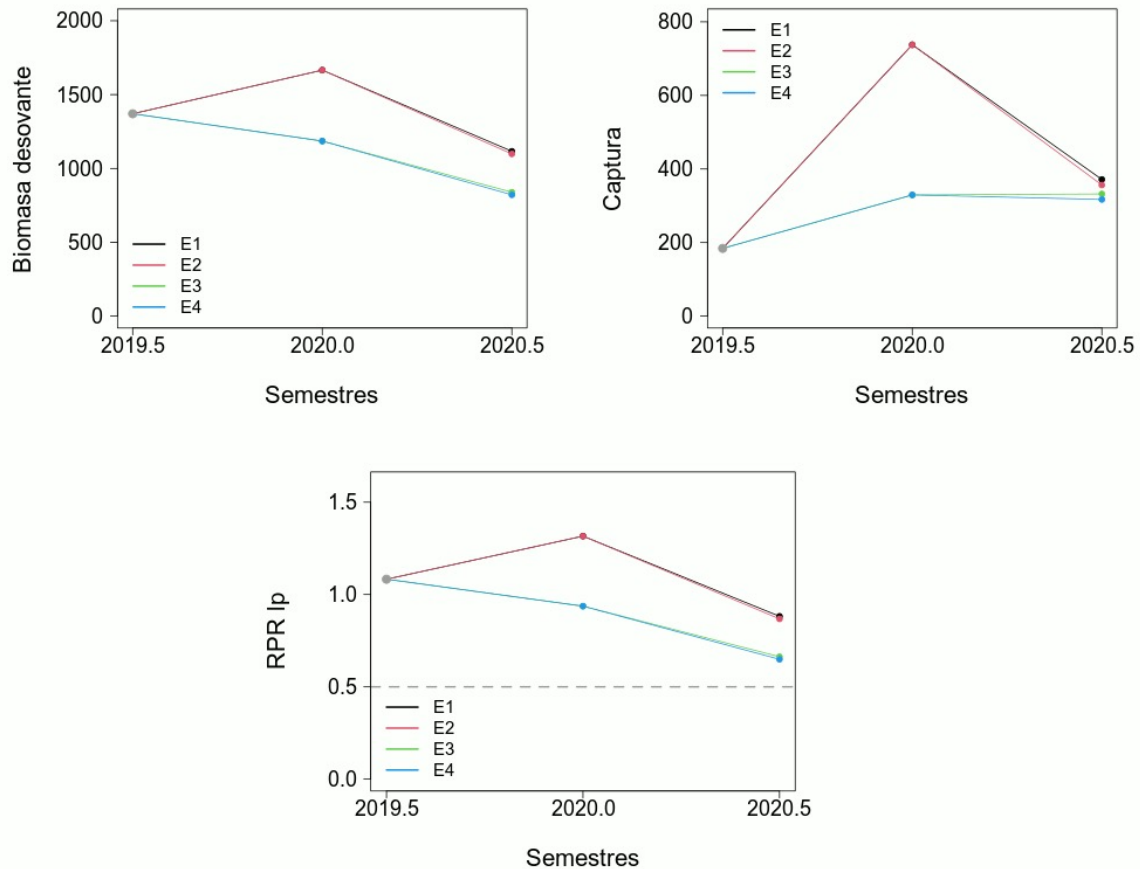 Biomasa desovante
2000
1500
1000
500
0
E1
E2
E3
E4
2019.5 2020.0 2020.5
Semestres
Captura
800
600
400
200
0
E1
E2
E3
E4
2019.5 2020.0 2020.5
Semestres
RPR lp
1.5
1.0
0.5
0.0
E1
E2
E3
E4
2019.5 2020.0 2020.5
Semestres